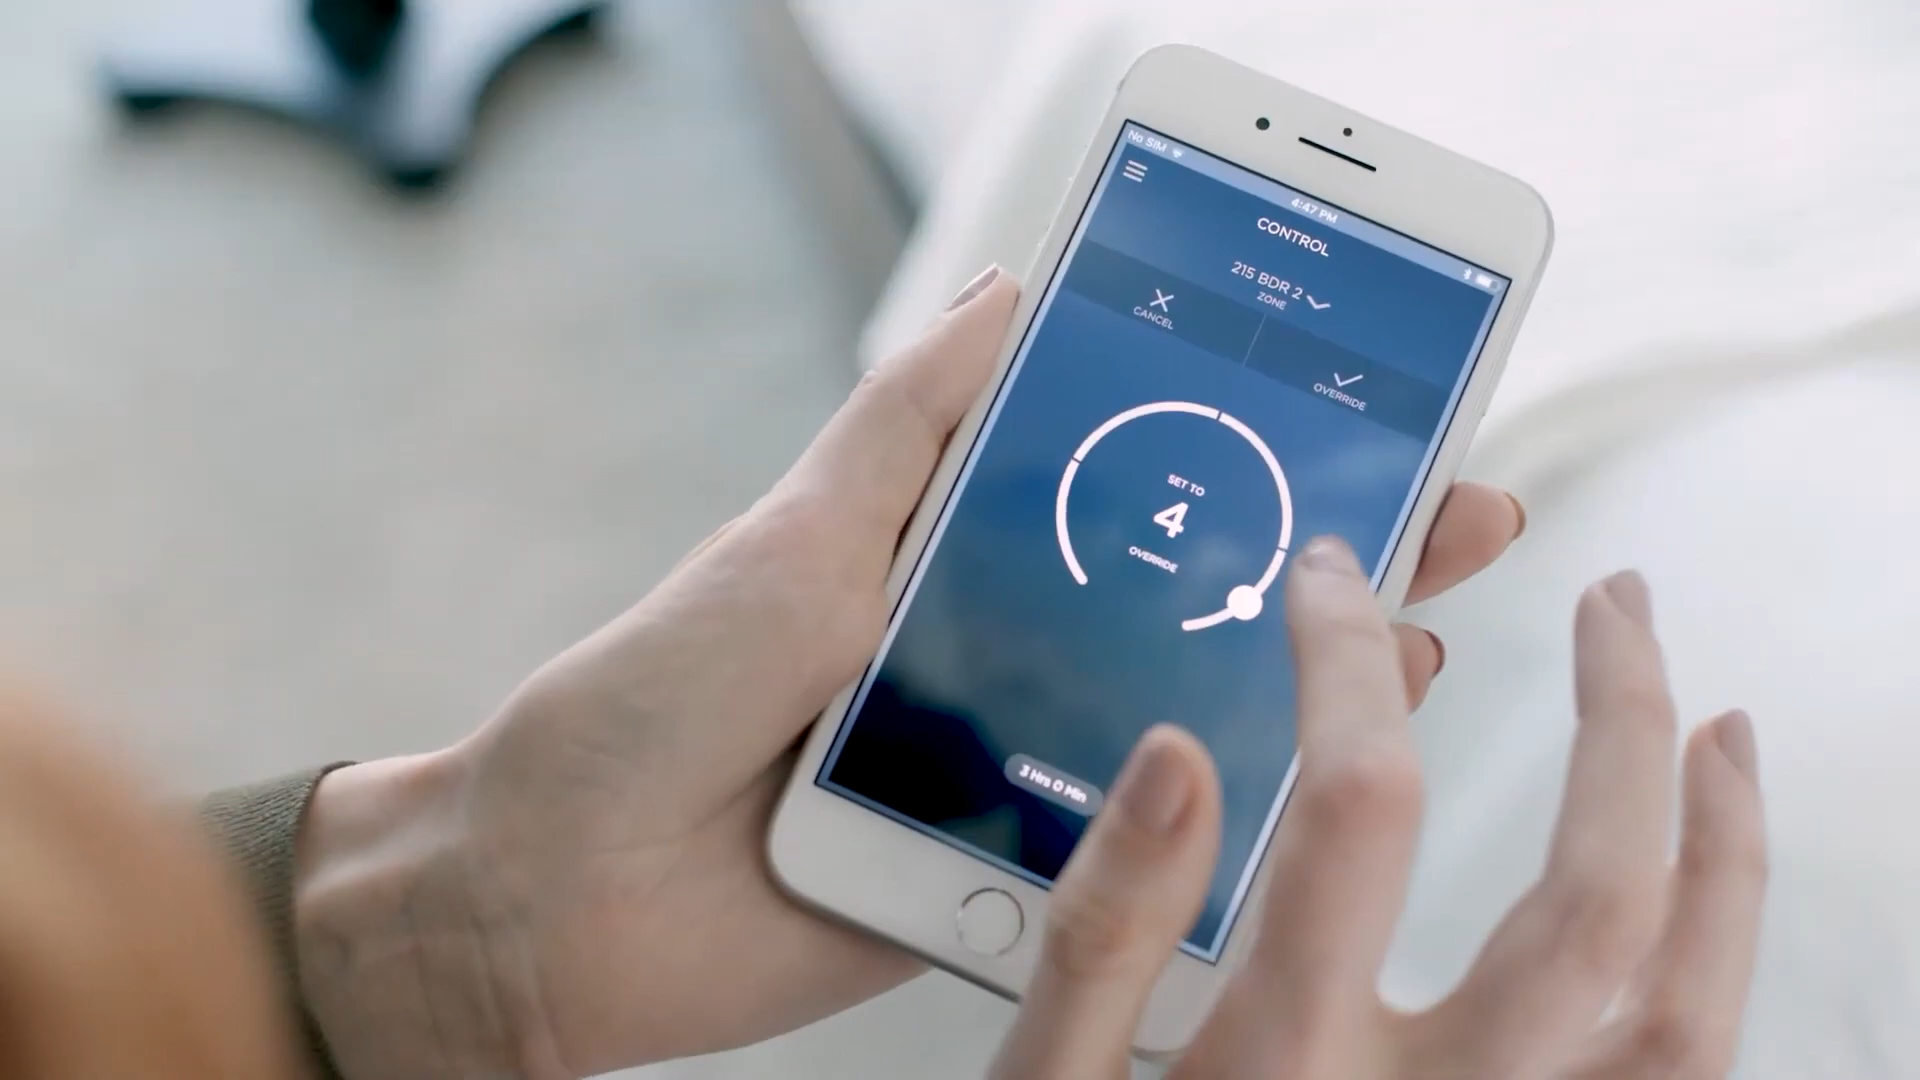 No SIM
4:47 PM
CONTROL
215 BDR 2
ZONE
CANCEL
OVERRIDE
SET TO
4
OVERRIDE
3 Hrs 0 Min